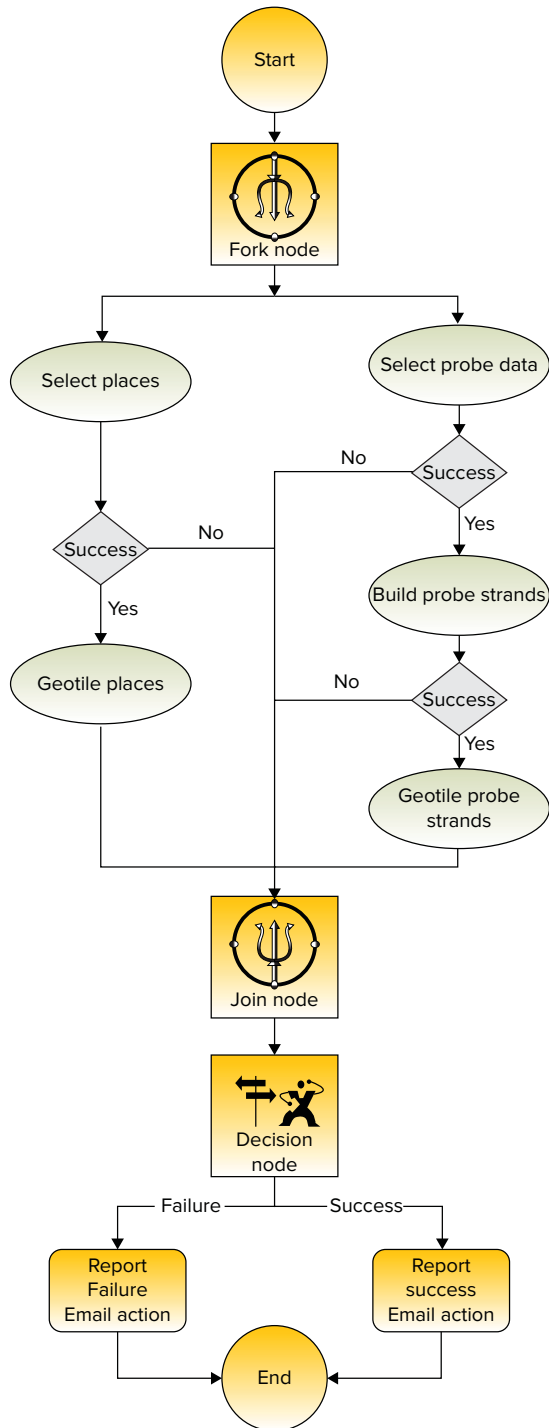 Start
Fork node
Select places
Select probe data
No
Success
Yes
No
Success
Yes
Build probe strands
Geotile places
No
Success
Yes
Geotile probe
strands
Join node
Decision
node
Failure
Success
Report
Failure
Email action
Report
success
Email action
End